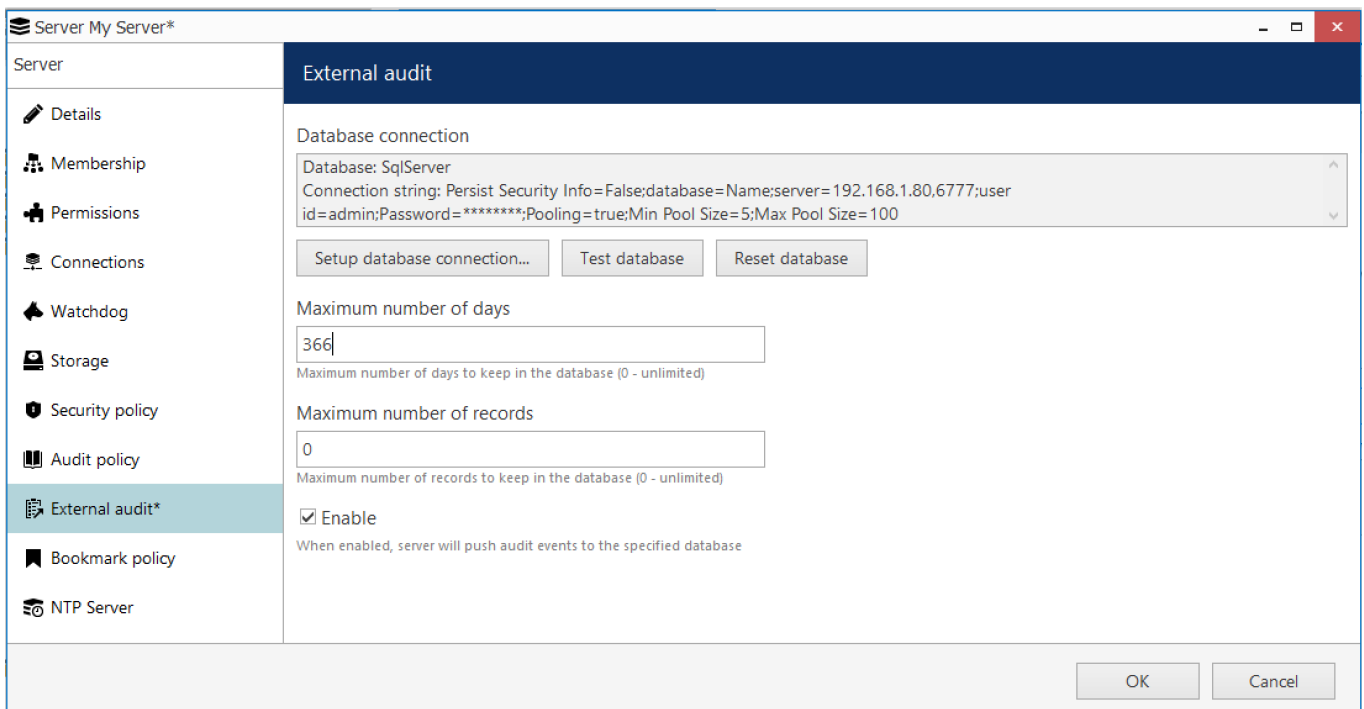 Server My Server*
Server
Details
Membership
Permissions
Connections
Watchdog
Storage
Security policy
Audit policy
External audit*
Bookmark policy
NTP Server
External audit
Database connection
Database: SqlServer
Connection string: Persist Security Info=False;database=Name;server=192.168.1.80,6777;user
id=admin;Password=********;Pooling=true;Min Pool Size=5;Max Pool Size=100
Setup database connection... Test database Reset database
Maximum number of days
366
Maximum number of days to keep in the database (0 - unlimited)
Maximum number of records
0
Maximum number of records to keep in the database (0 - unlimited)
Enable
When enabled, server will push audit events to the specified database
OK Cancel